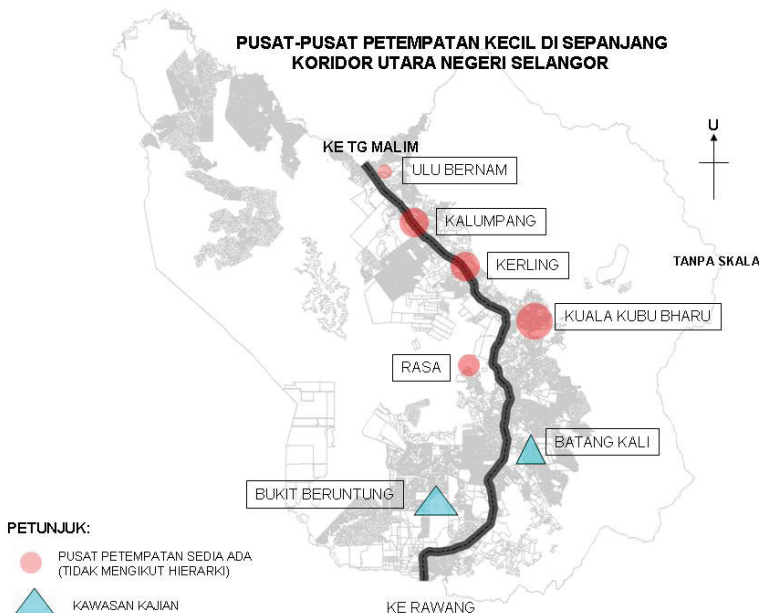 PUSAT-PUSAT PETEMPATAN KECIL DI SEPANJANG
KORIDOR UTARA NEGERI SELANGOR
U
KE TG MALIM
ULU BERNAM
KALUMPANG
KERLING
TANPA SKALA
KUALA KUBU BHARU
RASA
BATANG KALI
BUKIT BERUNTUNG
PETUNJUK:
PUSAT PETEMPATAN SEDIA ADA
(TIDAK MENGIKUT HIERARKI)
KAWASAN KAJIAN
KE RAWANG